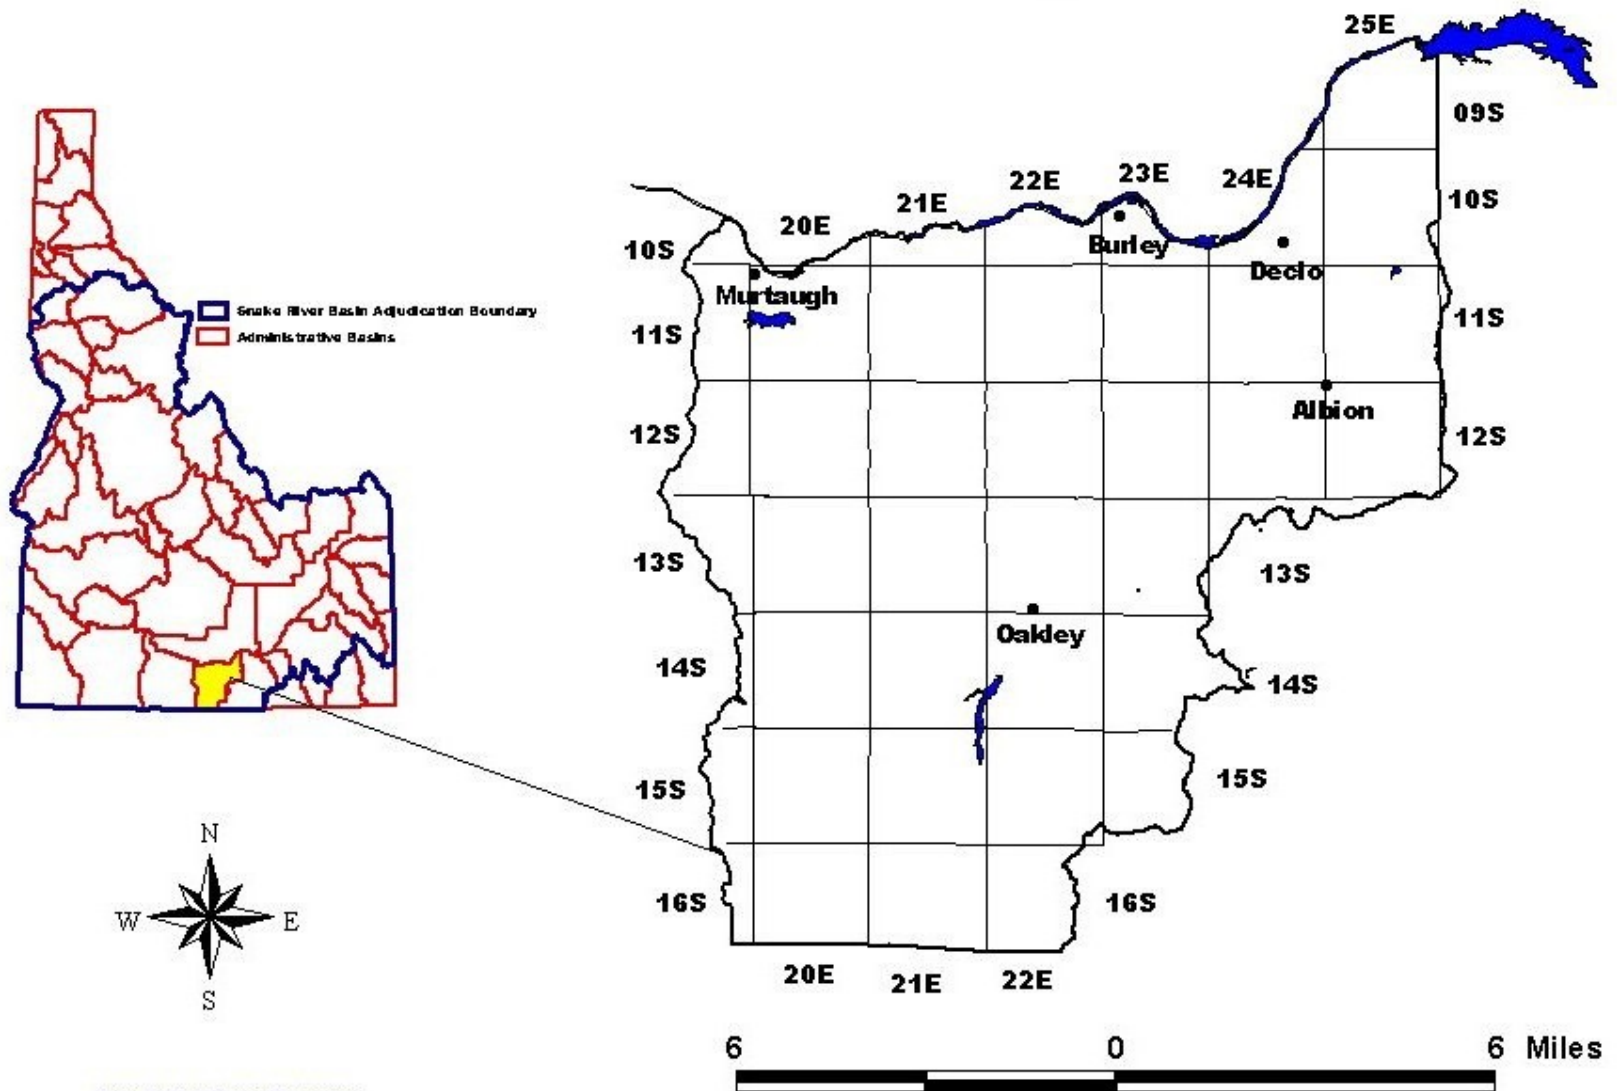 25E
09S
23E
22E
24E
10S
21E
20E
10S
Burley
Declo
Murtaugh
Snake River Basin Adjudication Boundary
Administrative Basins
11S
11S
Albion
12S
12S
13S
13S
Oakley
14S
14S
15S
15S
16S
16S
N
W
E
S
20E
21E
22E
6 0 6 Miles